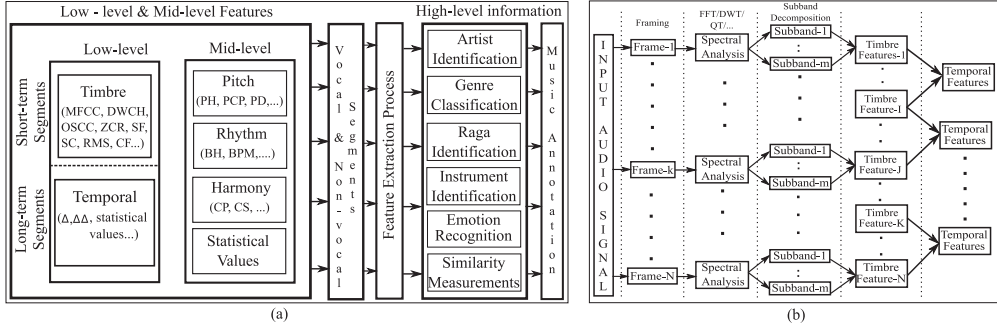 Low - level & Mid-level Features
High-level information
Short-term
Segments
Long-term
Segments
Low-level
Timbre
(MFCC, DWCH,
OSCC, ZCR, SF,
SC, RMS, CF...)
Temporal
(Δ,ΔΔ, statistical
values...)
Mid-level
Pitch
(PH, PCP, PD,...)
Rhythm
(BH, BPM,....)
Harmony
(CP, CS, ...)
Statistical
Values
Vocal & Non-vocal
Segments
Feature Extraction Process
Artist
Identification
Genre
Classification
Raga
Identification
Instrument
Identification
Emotion
Recognition
Similarity
Measurements
Music Annotation
(a)
INPUT AUDIO SIGNAL
Framing
Frame-1
Frame-k
Frame-N
FFT/DWT/
QT/...
Spectral
Analysis
Spectral
Analysis
Spectral
Analysis
Subband
Decomposition
Subband-1
Subband-m
Subband-1
Subband-m
Subband-1
Subband-m
Timbre
Features-1
Timbre
Feature-I
Timbre
Feature-J
Timbre
Feature-K
Timbre
Feature-N
Temporal
Features
Temporal
Features
Temporal
Features
(b)